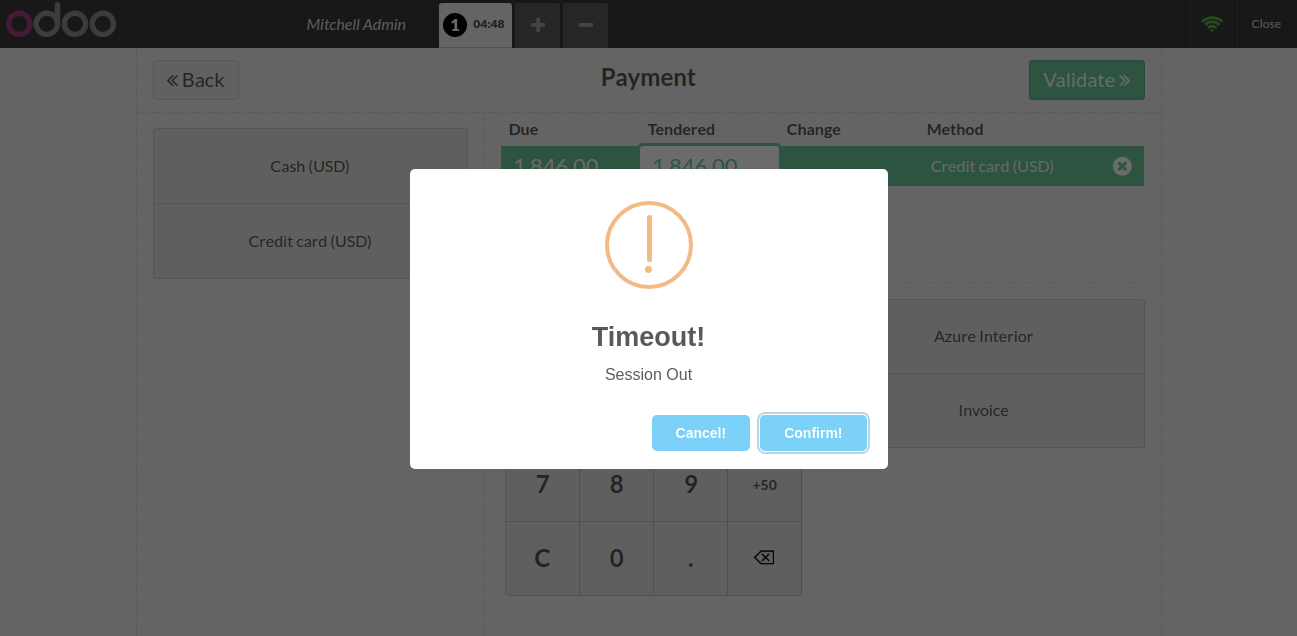 odoo
Mitchell Admin
1 04:48
+
−
Close
« Back
Payment
Validate »
Due Tendered Change Method
1,846.00 1,846.00 Credit card (USD)
Cash (USD)
Credit card (USD)
Timeout!
Session Out
Cancel! Confirm!
Azure Interior
Invoice
7 8 9 +50
C 0 .